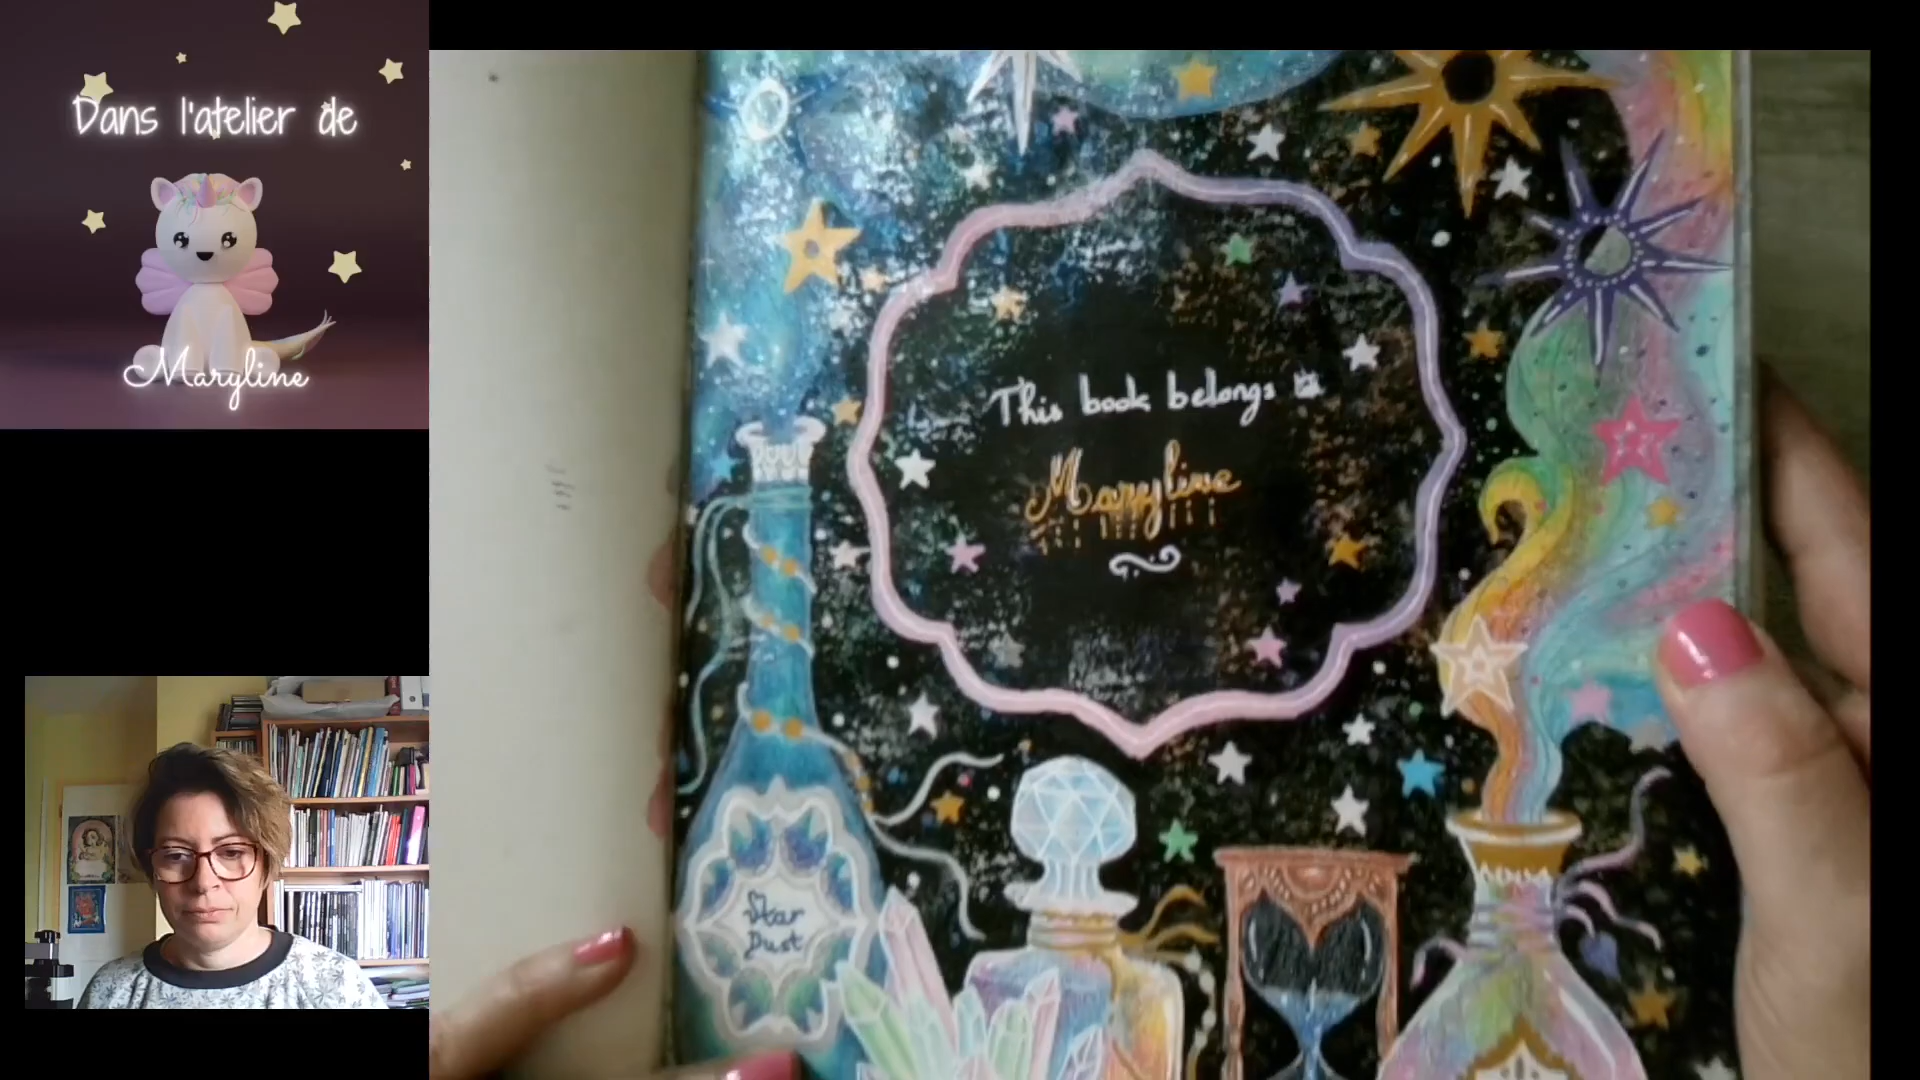 Dans l'atelier de
Maryline
This book belongs to
Maryline
Star
Dust